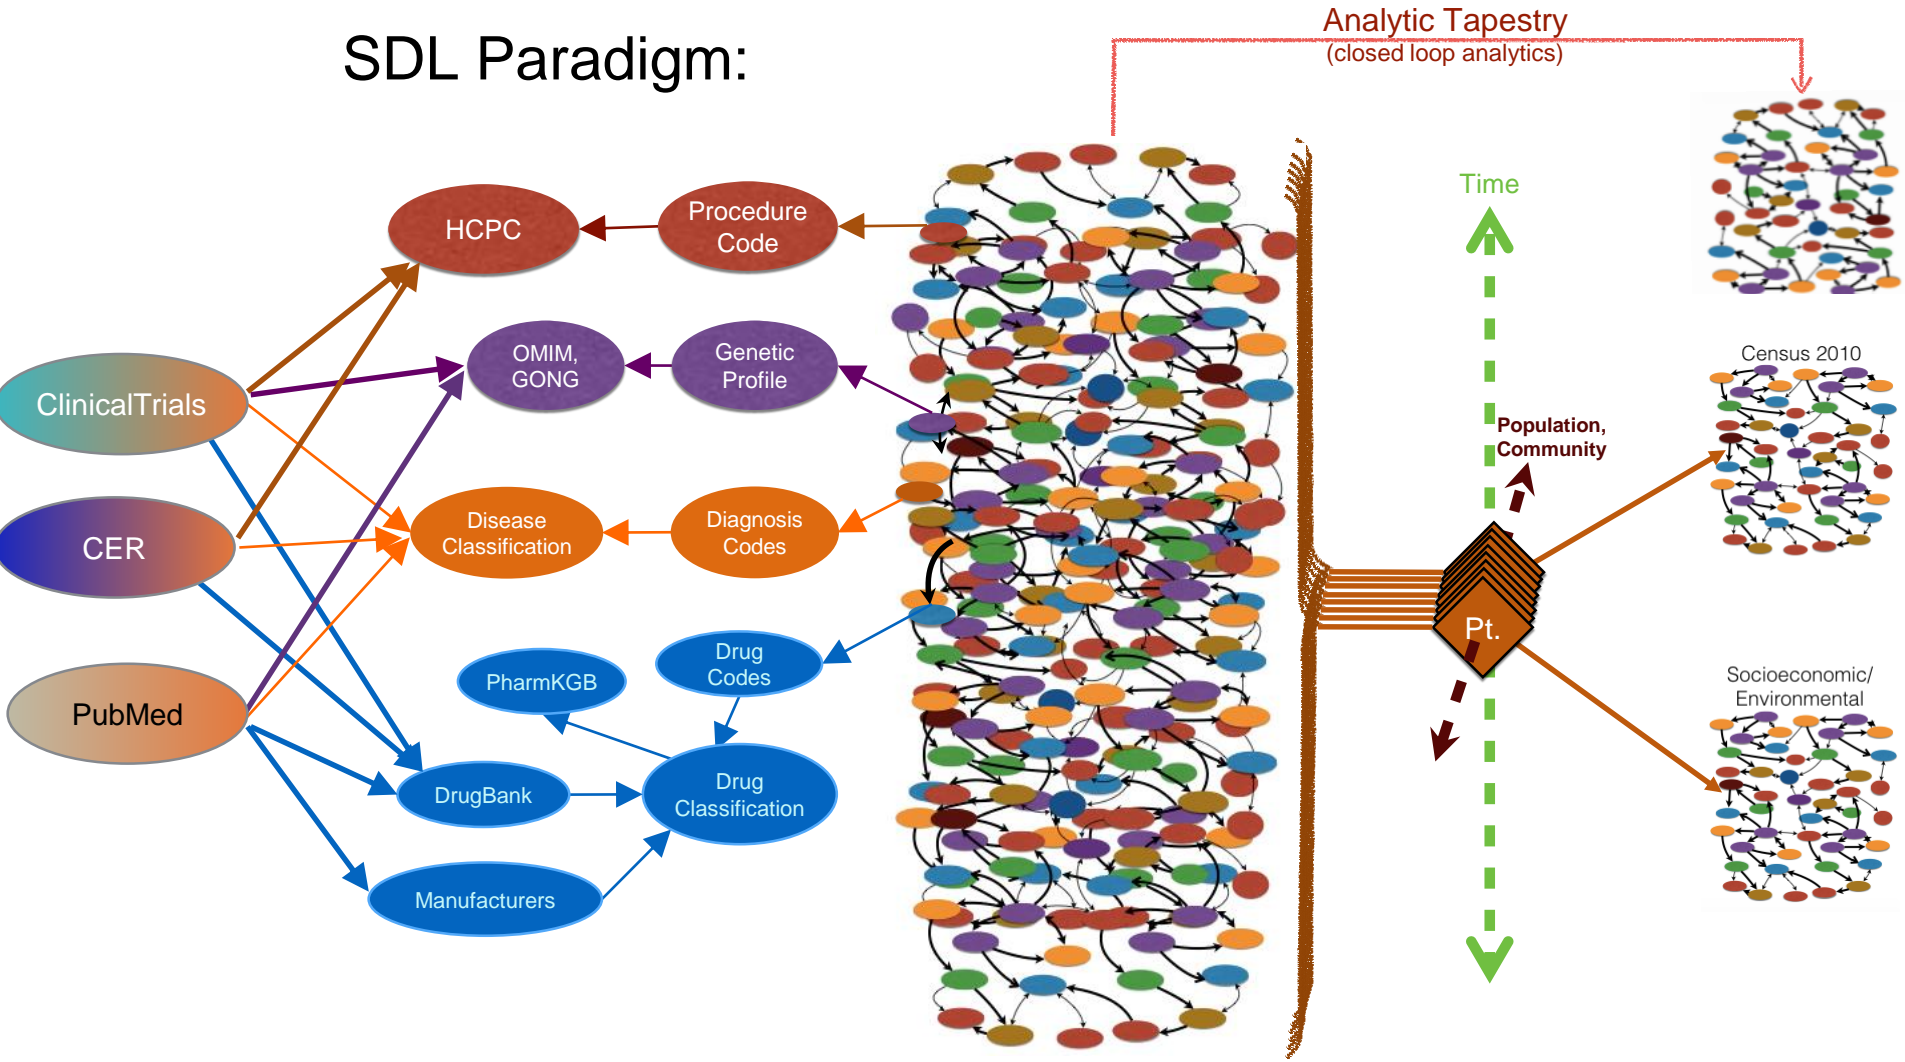 SDL Paradigm:
Analytic Tapestry
(closed loop analytics)
HCPC
Procedure
Code
Time
OMIM,
GONG
Genetic
Profile
ClinicalTrials
Census 2010
Population,
Community
Disease
Classification
Diagnosis
Codes
CER
Pt.
PharmKGB
Drug
Codes
Socioeconomic/
Environmental
PubMed
DrugBank
Drug
Classification
Manufacturers